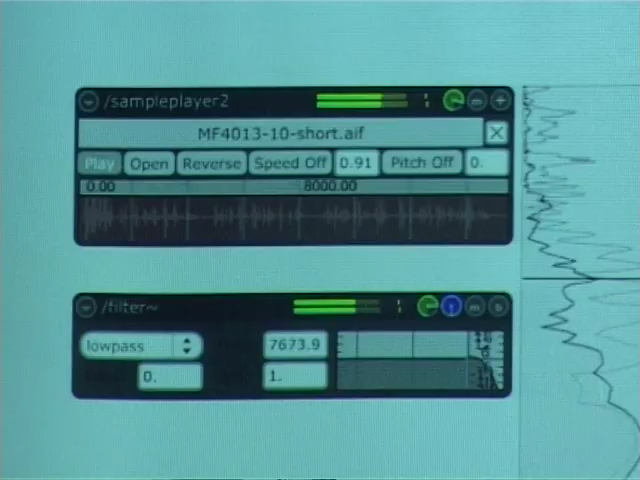 /sampleplayer2 m +
MF4013-10-short.aif X
Play Open Reverse Speed Off 0.91 Pitch Off 0.
0.00 8000.00
/filter~ m
lowpass 7673.9
0. 1.